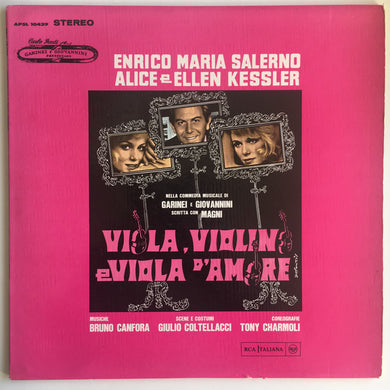 APSL 10439 STEREO
GARINEI E GIOVANNINI
ENRICO MARIA SALERNO
ALICE e ELLEN KESSLER
NELLA COMMEDIA MUSICALE DI
GARINEI E GIOVANNINI
SCRITTA CON MAGNI
VIOLA, VIOLINO
e VIOLA D'AMORE
MUSICHE
BRUNO CANFORA
SCENE E COSTUMI
GIULIO COLTELLACCI
COREOGRAFIE
TONY CHARMOLI
RCA ITALIANA